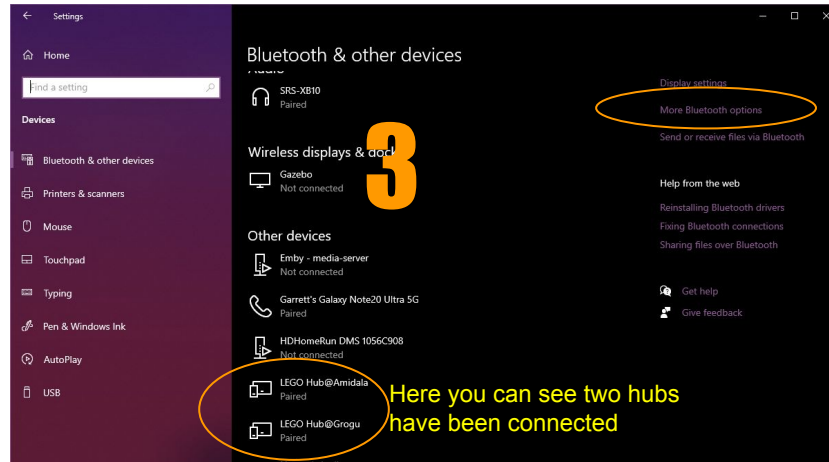 Settings
Home
Find a setting
Devices
Bluetooth & other devices
Printers & scanners
Mouse
Touchpad
Typing
Pen & Windows Ink
AutoPlay
USB
Bluetooth & other devices
Audio
SRS-XB10
Paired
Wireless displays & dock
Gazebo
Not connected
3
Other devices
Emby - media-server
Not connected
Garrett's Galaxy Note20 Ultra 5G
Paired
HDHomeRun DMS 1056C908
Not connected
LEGO Hub@Amidala
Paired
LEGO Hub@Grogu
Paired
Here you can see two hubs
have been connected
Display settings
More Bluetooth options
Send or receive files via Bluetooth
Help from the web
Reinstalling Bluetooth drivers
Fixing Bluetooth connections
Sharing files over Bluetooth
Get help
Give feedback